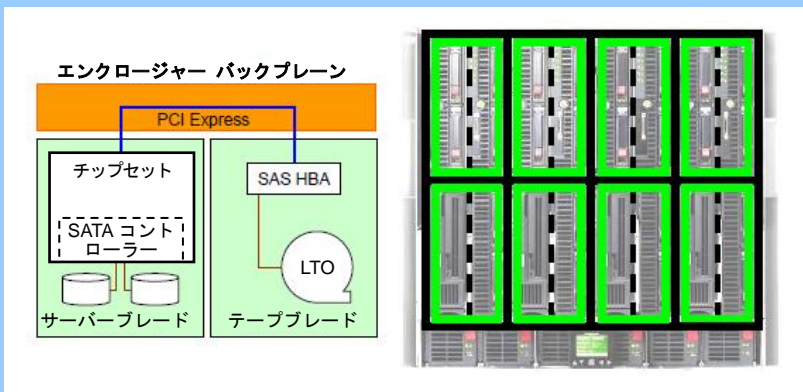 エンクロージャー バックプレーン
PCI Express
チップセット
SATA コント
ローラー
サーバーブレード
SAS HBA
LTO
テープブレード